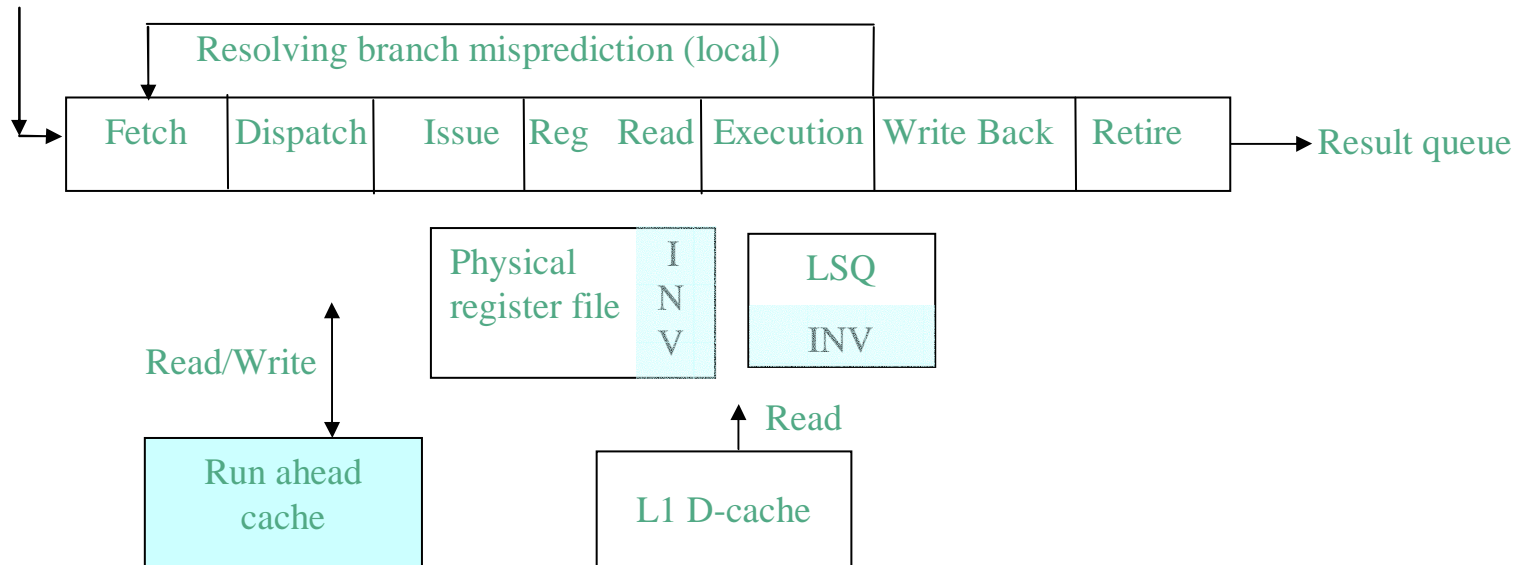 Resolving branch misprediction (local)
Fetch Dispatch Issue Reg Read Execution Write Back Retire
Result queue
Physical
register file
I
N
V
LSQ
INV
Read/Write
Read
Run ahead
cache
L1 D-cache